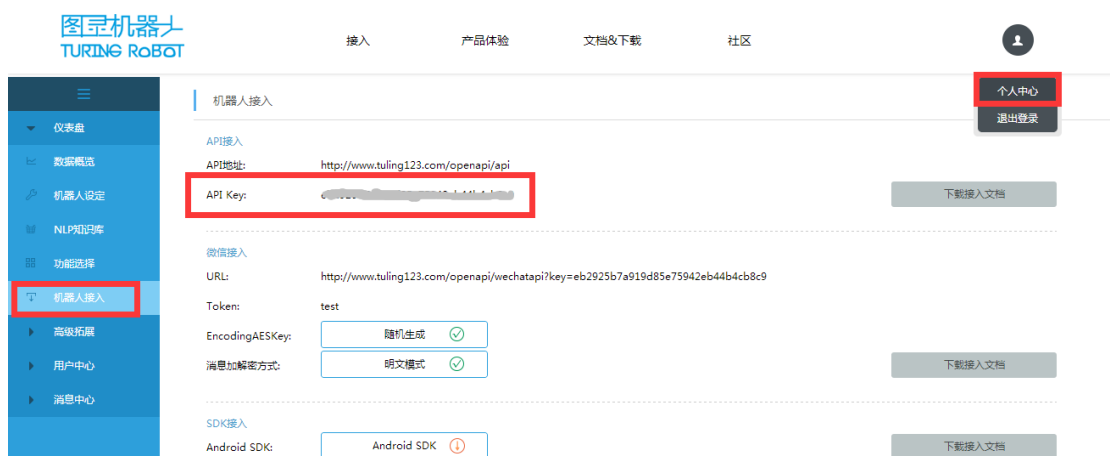 图灵机器人
TURING ROBOT
接入
产品体验
文档&下载
社区
个人中心
退出登录
仪表盘
数据概览
机器人设定
NLP知识库
功能选择
机器人接入
高级拓展
用户中心
消息中心
机器人接入
API接入
API地址: http://www.tuling123.com/openapi/api
API Key:
下载接入文档
微信接入
URL: http://www.tuling123.com/openapi/wechatapi?key=eb2925b7a919d85e75942eb44b4cb8c9
Token: test
EncodingAESKey: 随机生成
消息加解密方式: 明文模式
下载接入文档
SDK接入
Android SDK: Android SDK
下载接入文档